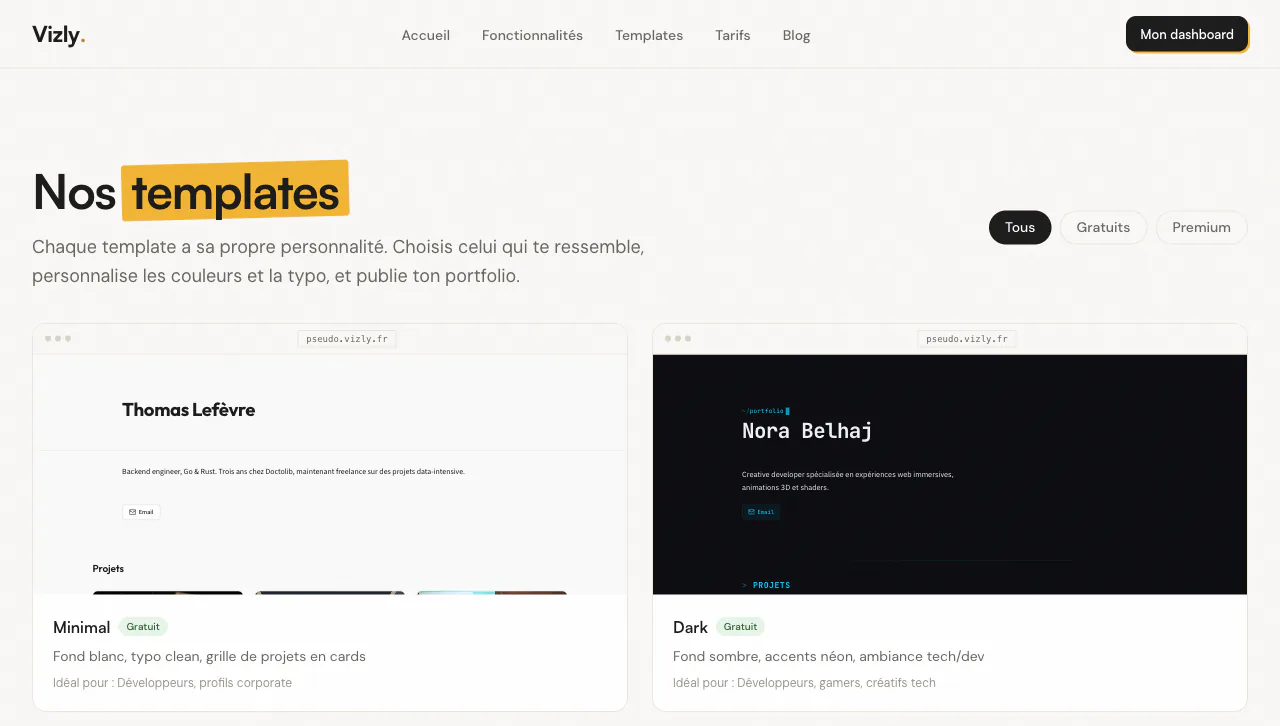 Vizly.
Accueil
Fonctionnalités
Templates
Tarifs
Blog
Mon dashboard
Nos templates
Chaque template a sa propre personnalité. Choisis celui qui te ressemble,
personnalise les couleurs et la typo, et publie ton portfolio.
Tous
Gratuits
Premium
pseudo.vizly.fr
Thomas Lefèvre
Backend engineer, Go & Rust. Trois ans chez Doctolib, maintenant freelance sur des projets data-intensive.
Email
Projets
Minimal
Gratuit
Fond blanc, typo clean, grille de projets en cards
Idéal pour : Développeurs, profils corporate
pseudo.vizly.fr
~/portfolio
Nora Belhaj
Creative developer spécialisée en expériences web immersives,
animations 3D et shaders.
Email
> PROJETS
Dark
Gratuit
Fond sombre, accents néon, ambiance tech/dev
Idéal pour : Développeurs, gamers, créatifs tech